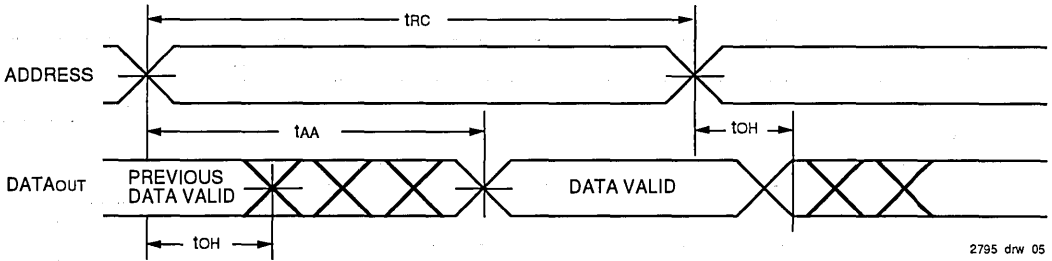 tRC
ADDRESS
tAA
tOH
DATAOUT
PREVIOUS
DATA VALID
DATA VALID
tOH
2795 drw 05